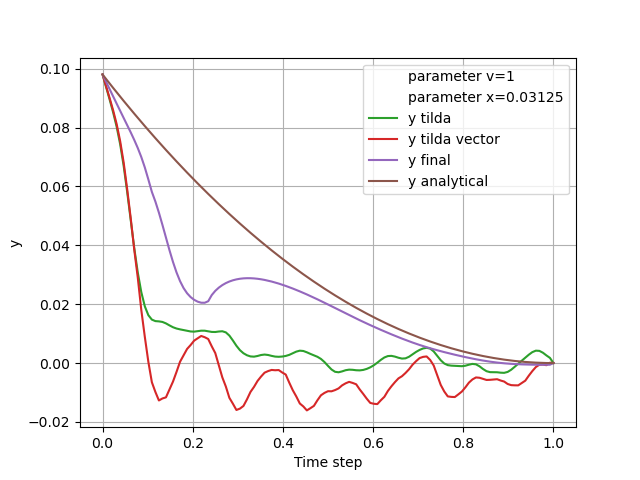 parameter v=1
parameter x=0.03125
y tilda
y tilda vector
y final
y analytical
0.10
0.08
0.06
0.04
0.02
0.00
−0.02
y
0.0 0.2 0.4 0.6 0.8 1.0
Time step